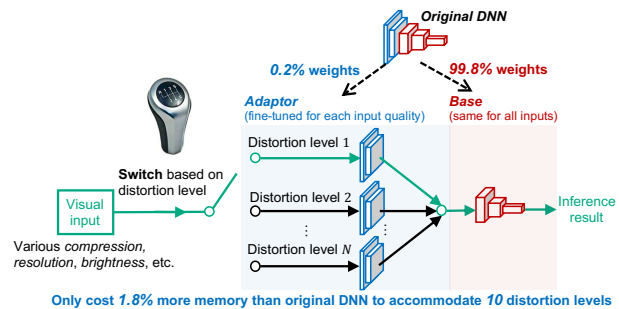 Original DNN
0.2% weights
99.8% weights
Adaptor
(fine-tuned for each input quality)
Base
(same for all inputs)
Switch based on
distortion level
Distortion level 1
Distortion level 2
⋮ ⋮
Distortion level N
Visual
input
Various compression,
resolution, brightness, etc.
Inference
result
Only cost 1.8% more memory than original DNN to accommodate 10 distortion levels